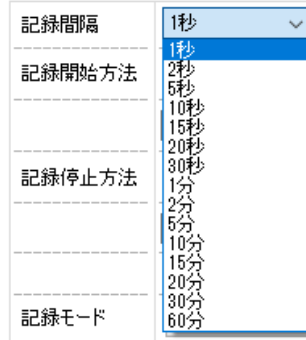 記録間隔 1秒
1秒
記録開始方法
2秒
5秒
10秒
15秒
20秒
30秒
記録停止方法
1分
2分
5分
10分
15分
20分
30分
記録モード
60分